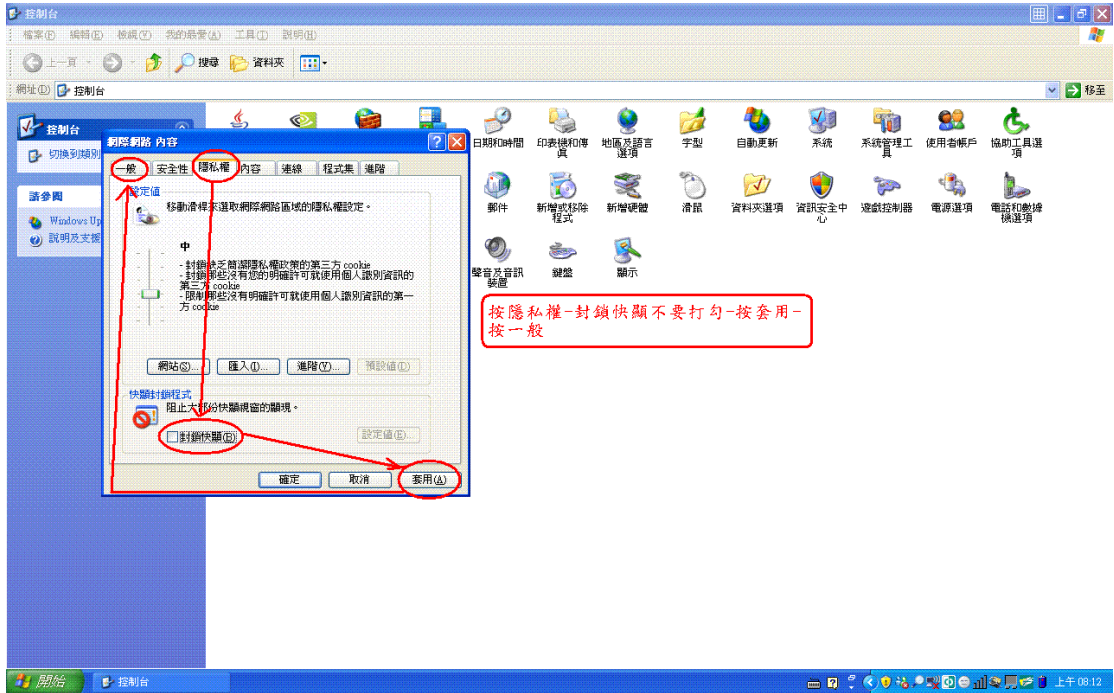 控制台
檔案(F) 編輯(E) 檢視(V) 我的最愛(A) 工具(T) 說明(H)
上一頁 搜尋 資料夾
網址(D) 控制台 移至
控制台
切換到類別
請參閱
Windows Up
說明及支援
日期和時間 印表機和傳真 地區及語言選項 字型 自動更新 系統 系統管理工具 使用者帳戶 協助工具選項
郵件 新增或移除程式 新增硬體 滑鼠 資料夾選項 資訊安全中心 遊戲控制器 電源選項 電話和數據機選項
聲音及音訊裝置 鍵盤 顯示
網際網路 內容
一般 安全性 隱私權 內容 連線 程式集 進階
設定值
移動滑桿來選取網際網路區域的隱私權設定。
中
- 封鎖缺乏簡潔隱私權政策的第三方 cookie
- 封鎖那些沒有您的明確許可就使用個人識別資訊的
第三方 cookie
- 限制那些沒有明確許可就使用個人識別資訊的第一
方 cookie
網站(S)... 匯入(I)... 進階(V)... 預設值(D)
快顯封鎖程式
阻止大部份快顯視窗的顯現。
封鎖快顯(B) 設定值(E)...
確定 取消 套用(A)
按隱私權-封鎖快顯不要打勾-按套用-
按一般
開始 控制台 上午 08:12